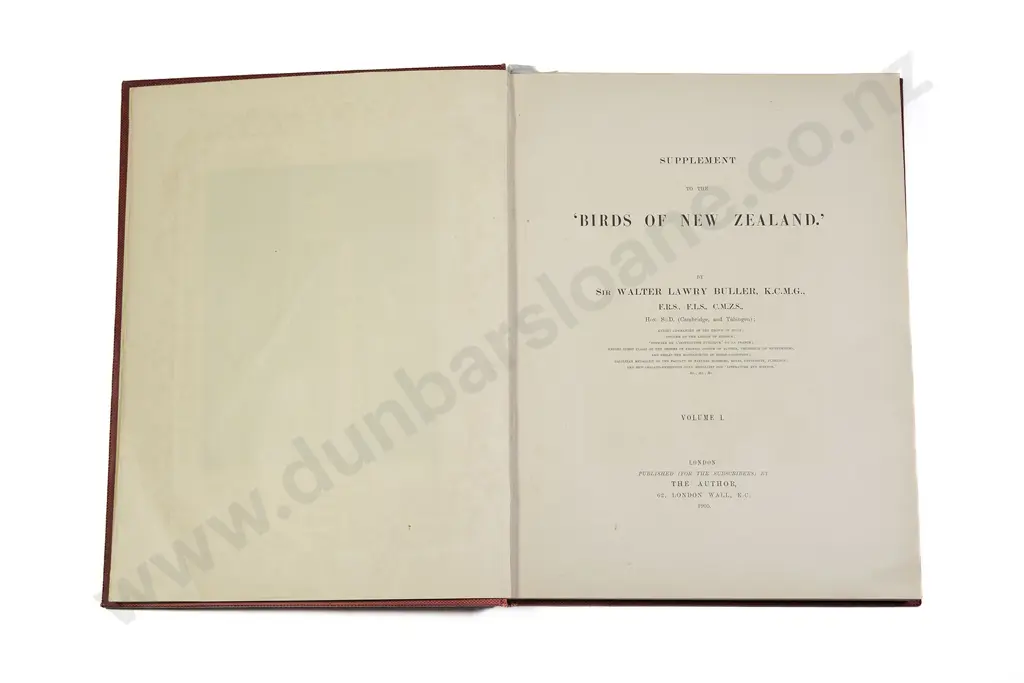 SUPPLEMENT
TO THE
'BIRDS OF NEW ZEALAND.'
BY
SIR WALTER LAWRY BULLER, K.C.M.G.,
F.R.S., F.L.S., C.M.Z.S.,
Hon. Sc.D. (Cambridge, and Tübingen);
&c., &c., &c.
VOLUME I.
LONDON
PUBLISHED (FOR THE SUBSCRIBERS) BY
THE AUTHOR,
62, LONDON WALL, E.C.
1905.
www.dunbarsloane.co.nz